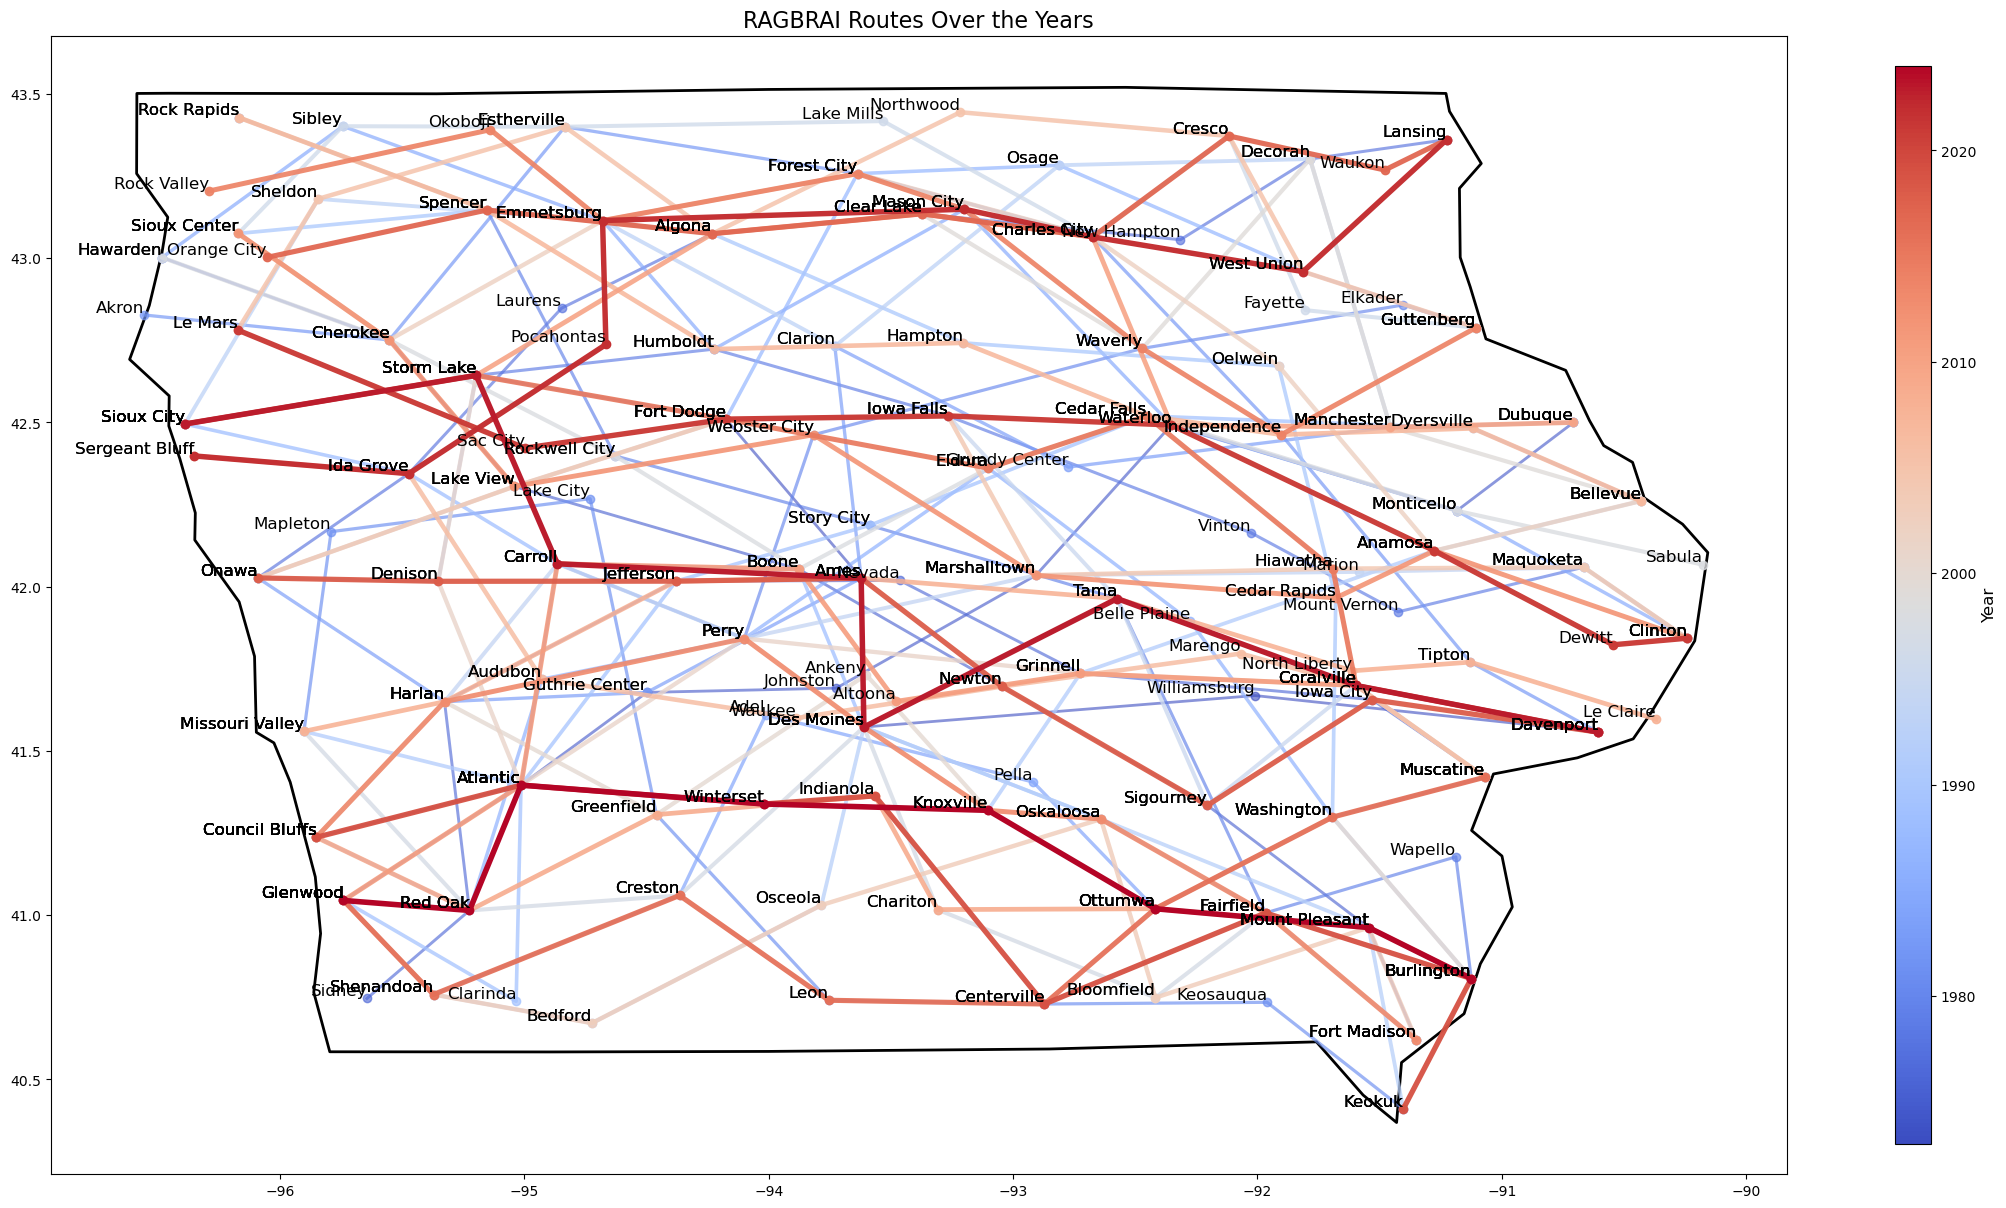 RAGBRAI Routes Over the Years
43.5
43.0
42.5
42.0
41.5
41.0
40.5
Rock Rapids
Sibley
Okoboji
Estherville
Lake Mills
Northwood
Cresco
Lansing
Decorah
Waukon
Osage
Forest City
Rock Valley
Sheldon
Spencer
Emmetsburg
Algona
Clear Lake
Mason City
Charles City
New Hampton
Sioux Center
Hawarden
Orange City
West Union
Akron
Le Mars
Cherokee
Laurens
Pocahontas
Humboldt
Clarion
Hampton
Waverly
Fayette
Elkader
Guttenberg
Oelwein
Storm Lake
Sioux City
Fort Dodge
Iowa Falls
Cedar Falls
Waterloo
Independence
Manchester
Dyersville
Dubuque
Webster City
Sac City
Rockwell City
Sergeant Bluff
Ida Grove
Lake View
Lake City
Eldora
Grundy Center
Mapleton
Story City
Vinton
Monticello
Bellevue
Onawa
Denison
Carroll
Jefferson
Boone
Ames
Nevada
Marshalltown
Tama
Hiawatha
Marion
Anamosa
Maquoketa
Sabula
Cedar Rapids
Mount Vernon
Belle Plaine
Perry
Dewitt
Clinton
Marengo
North Liberty
Tipton
Audubon
Guthrie Center
Harlan
Ankeny
Johnston
Altoona
Newton
Grinnell
Williamsburg
Coralville
Iowa City
Missouri Valley
Adel
Waukee
Des Moines
Davenport
Le Claire
Atlantic
Greenfield
Winterset
Indianola
Knoxville
Pella
Oskaloosa
Sigourney
Washington
Muscatine
Council Bluffs
Wapello
Glenwood
Red Oak
Creston
Osceola
Chariton
Ottumwa
Fairfield
Mount Pleasant
Burlington
Sidney
Shenandoah
Clarinda
Bedford
Leon
Centerville
Bloomfield
Keosauqua
Fort Madison
Keokuk
−96
−95
−94
−93
−92
−91
−90
2020
2010
2000
1990
1980
Year